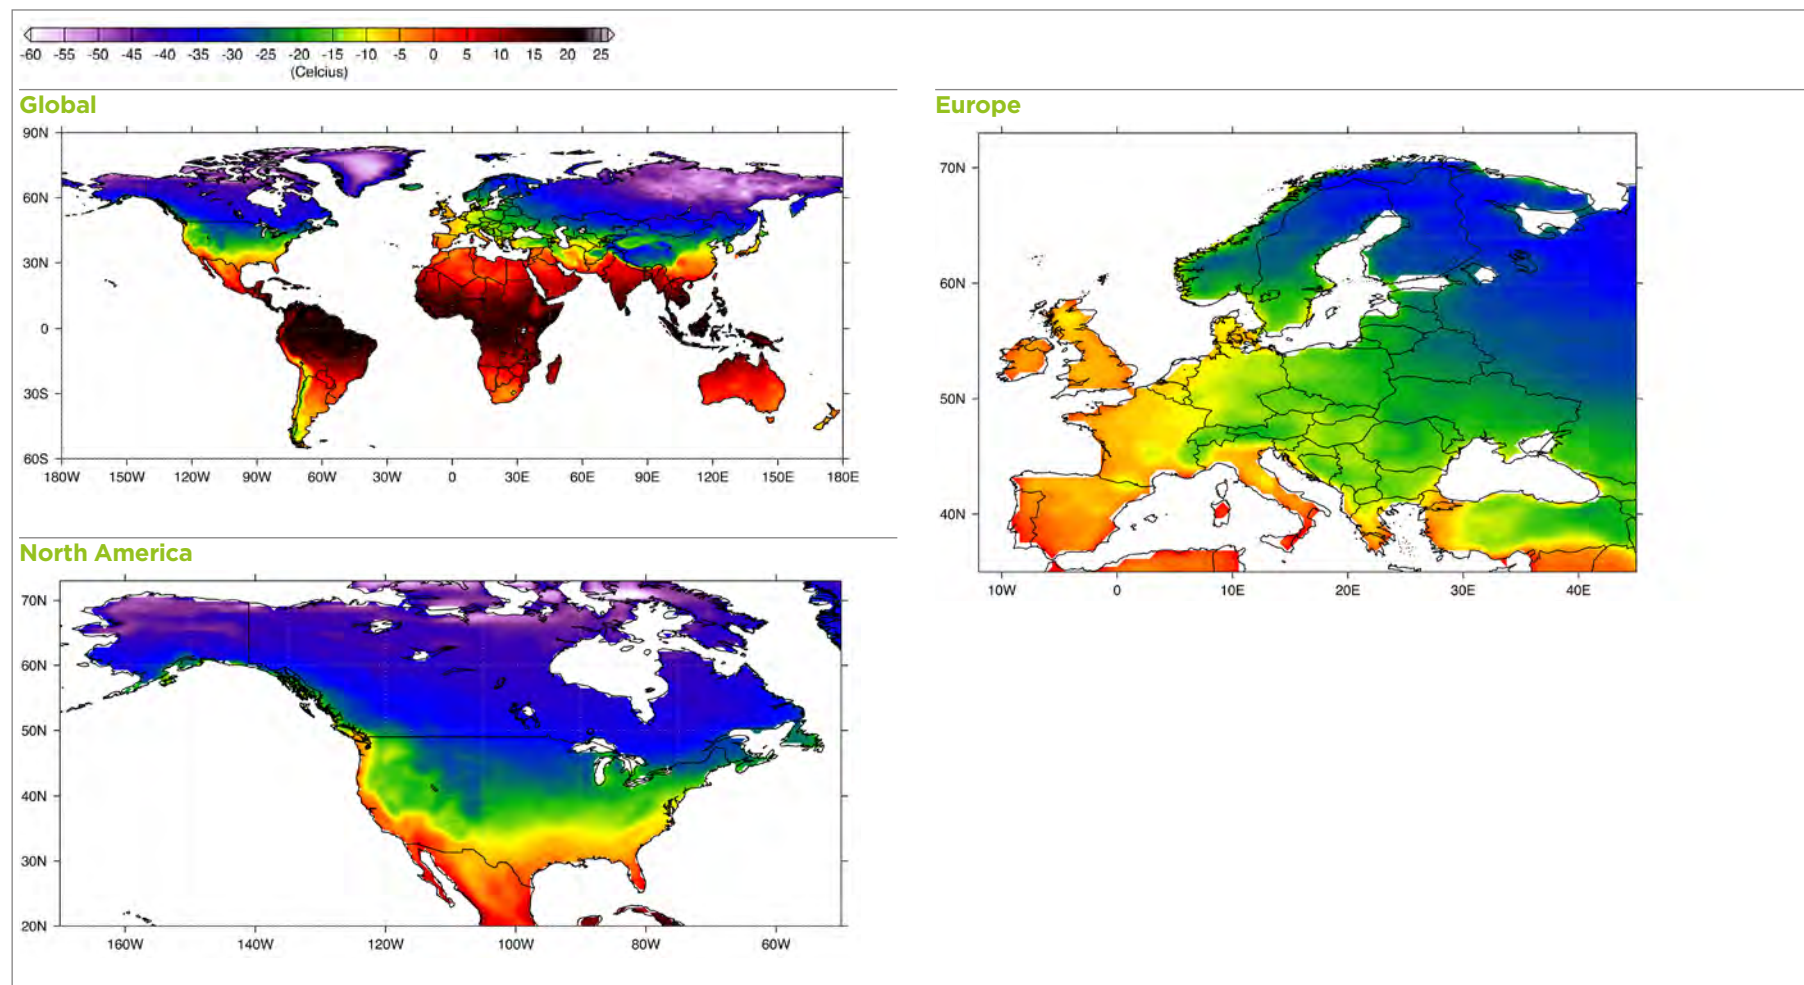 -60 -55 -50 -45 -40 -35 -30 -25 -20 -15 -10 -5 0 5 10 15 20 25
(Celcius)
Global
90N
60N
30N
0
30S
60S
180W 150W 120W 90W 60W 30W 0 30E 60E 90E 120E 150E 180E
Europe
70N
60N
50N
40N
10W 0 10E 20E 30E 40E
North America
70N
60N
50N
40N
30N
20N
160W 140W 120W 100W 80W 60W